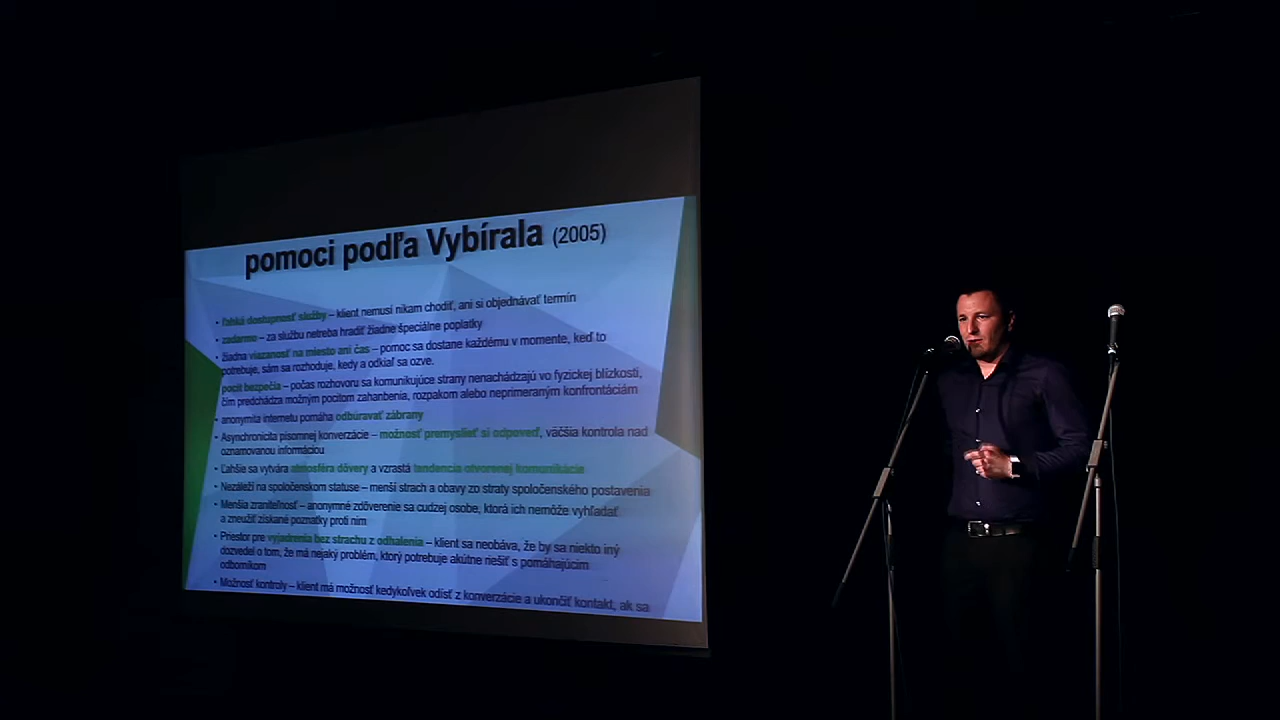 pomoci podľa Vybírala (2005)
• ľahká dostupnosť služby – klient nemusí nikam chodiť, ani si objednávať termín
• zadarmo – za službu netreba hradiť žiadne špeciálne poplatky
• žiadna viazanosť na miesto ani čas – pomoc sa dostane každému v momente, keď to
potrebuje, sám sa rozhoduje, kedy a odkiaľ sa ozve.
• pocit bezpečia – počas rozhovoru sa komunikujúce strany nenachádzajú vo fyzickej blízkosti,
čím predchádza možným pocitom zahanbenia, rozpakom alebo neprimeraným konfrontáciám
• anonymita internetu pomáha odbúravať zábrany
• Asynchronicita písomnej konverzácie – možnosť premyslieť si odpoveď, väčšia kontrola nad
oznamovanou informáciou
• Ľahšie sa vytvára atmosféra dôvery a vzrastá tendencia otvorenej komunikácie
• Nezáleží na spoločenskom statuse – menší strach a obavy zo straty spoločenského postavenia
• Menšia zraniteľnosť – anonymné zdôverenie sa cudzej osobe, ktorá ich nemôže vyhľadať
a zneužiť získané poznatky proti nim
• Priestor pre vyjadrenia bez strachu z odhalenia – klient sa neobáva, že by sa niekto iný
dozvedel o tom, že má nejaký problém, ktorý potrebuje akútne riešiť s pomáhajúcim
odborníkom
• Možnosť kontroly – klient má možnosť kedykoľvek odísť z konverzácie a ukončiť kontakt, ak sa